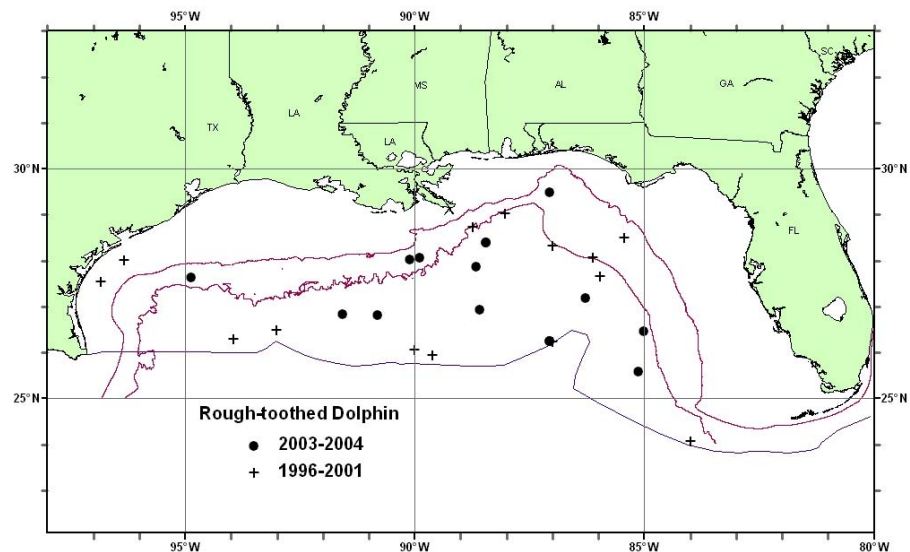 95°W 90°W 85°W
SC
MS AL GA
LA
TX
LA
30°N 30°N
FL
25°N 25°N
Rough-toothed Dolphin
2003-2004
1996-2001
95°W 90°W 85°W 80°W